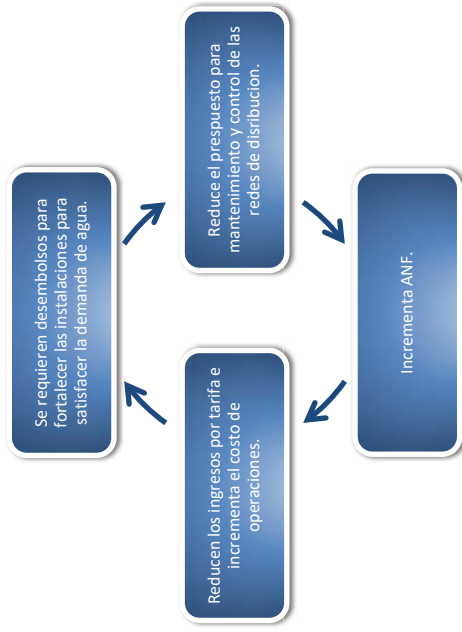 Se requieren desembolsos para
fortalecer las instalaciones para
satisfacer la demanda de agua.
Reduce el prespuesto para
mantenimiento y control de las
redes de disribucion.
Incrementa ANF.
Reducen los ingresos por tarifa e
incrementa el costo de
operaciones.